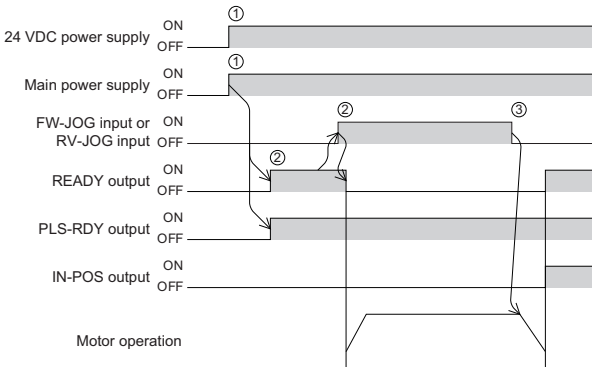 ①
24 VDC power supply ON
OFF
①
Main power supply ON
OFF
② ③
FW-JOG input or ON
RV-JOG input OFF
②
READY output ON
OFF
PLS-RDY output ON
OFF
IN-POS output ON
OFF
Motor operation